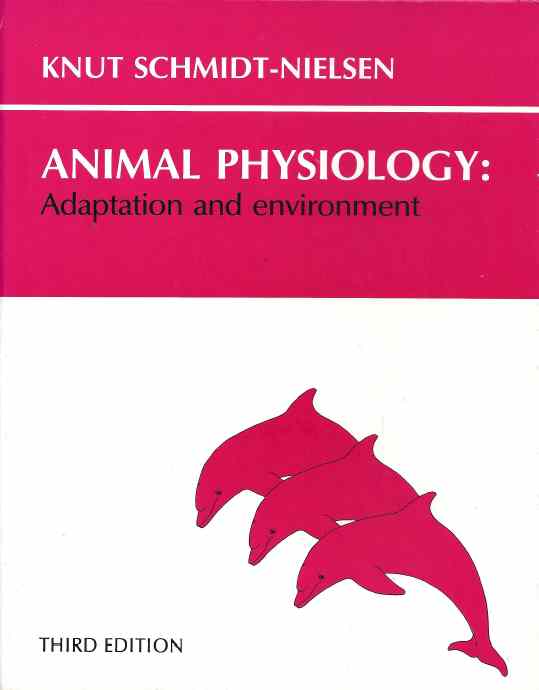 KNUT SCHMIDT-NIELSEN
ANIMAL PHYSIOLOGY:
Adaptation and environment
THIRD EDITION